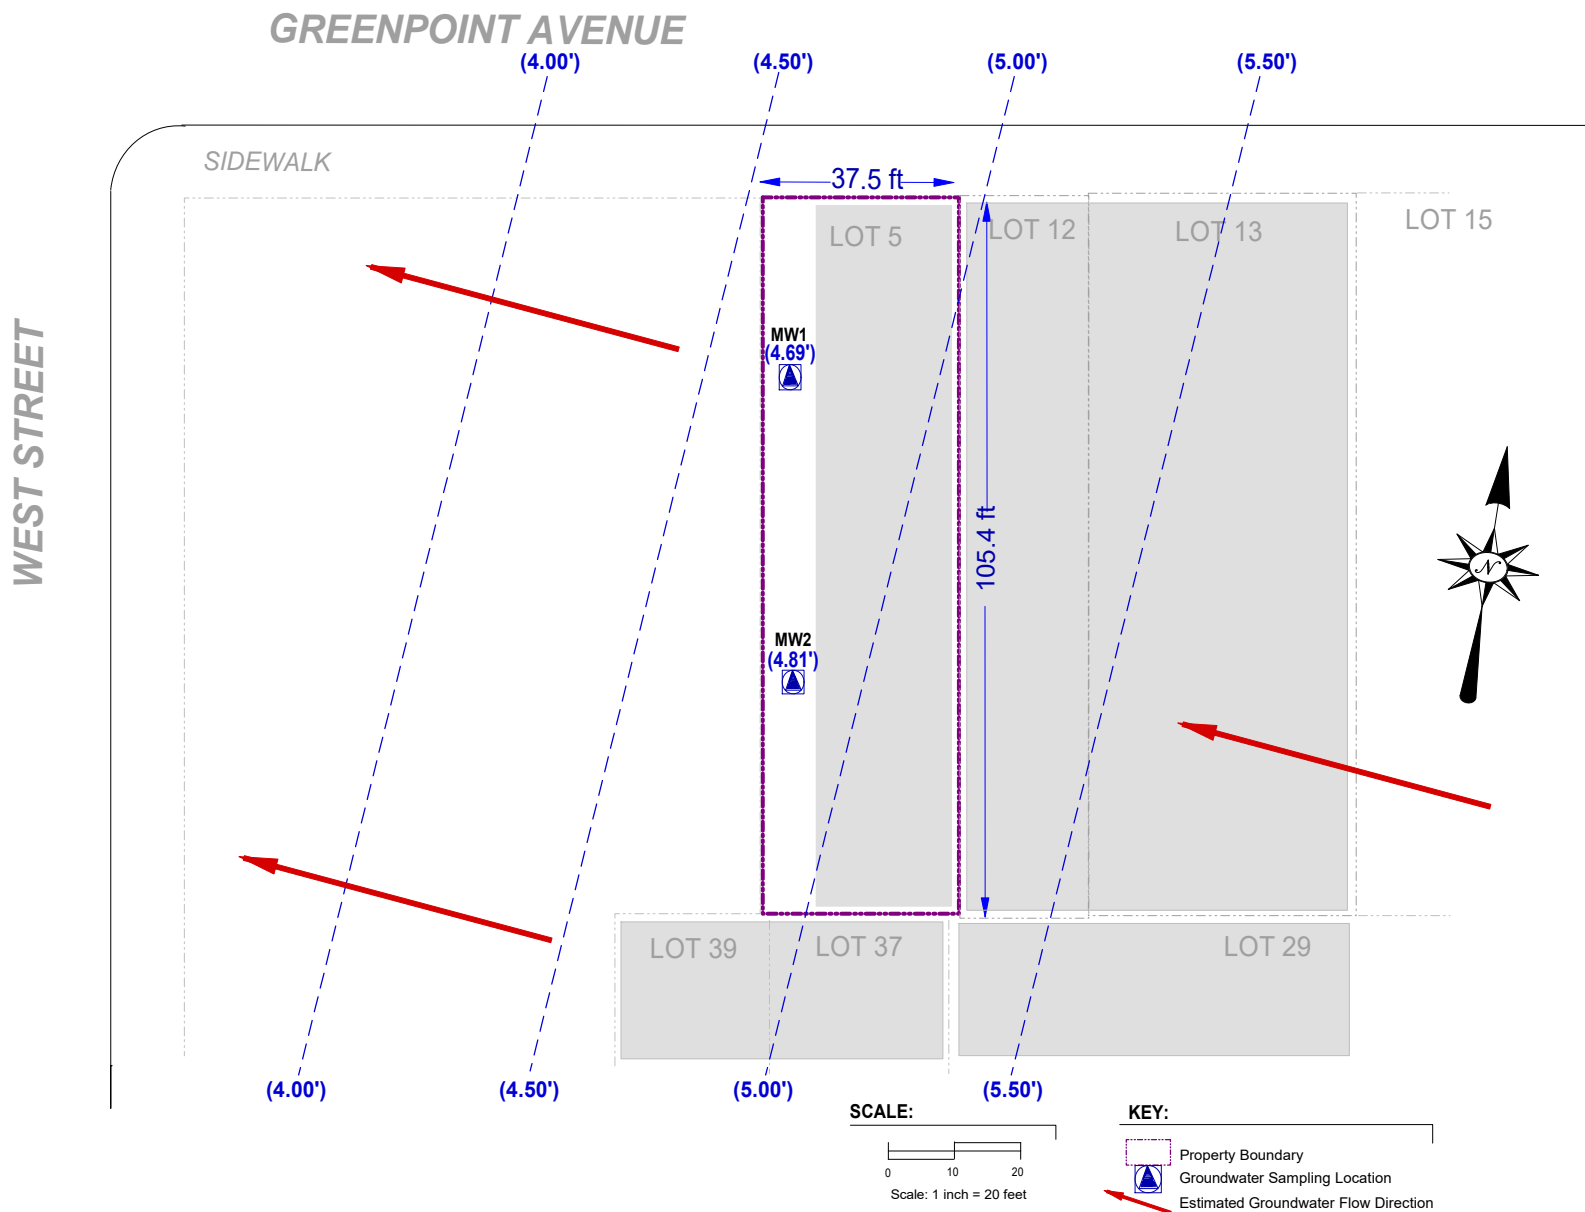 GREENPOINT AVENUE
(4.00')
(4.50')
(5.00')
(5.50')
SIDEWALK
37.5 ft
LOT 5
LOT 12
LOT 13
LOT 15
MW1
(4.69')
WEST STREET
105.4 ft
N
MW2
(4.81')
LOT 39
LOT 37
LOT 29
(4.00')
(4.50')
(5.00')
(5.50')
SCALE:
0 10 20
Scale: 1 inch = 20 feet
KEY:
Property Boundary
Groundwater Sampling Location
Estimated Groundwater Flow Direction